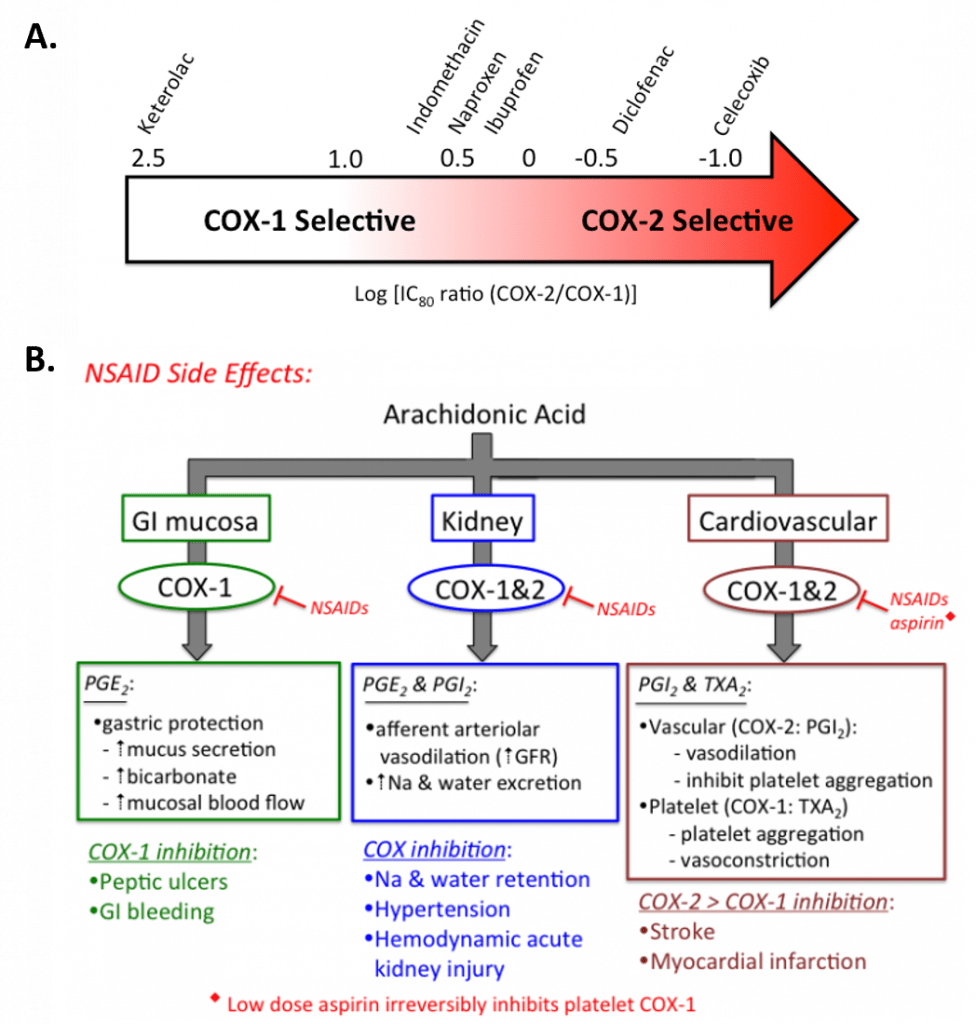 A.
Keterolac
Indomethacin
Naproxen
Ibuprofen
Diclofenac
Celecoxib
2.5 1.0 0.5 0 -0.5 -1.0
COX-1 Selective COX-2 Selective
Log [IC80 ratio (COX-2/COX-1)]
B.
NSAID Side Effects:
Arachidonic Acid
GI mucosa
COX-1
NSAIDs
PGE2:
•gastric protection
- ↑mucus secretion
- ↑bicarbonate
- ↑mucosal blood flow
COX-1 inhibition:
•Peptic ulcers
•GI bleeding
Kidney
COX-1&2
NSAIDs
PGE2 & PGI2:
•afferent arteriolar
vasodilation (↑GFR)
•↑Na & water excretion
COX inhibition:
•Na & water retention
•Hypertension
•Hemodynamic acute
kidney injury
Cardiovascular
COX-1&2
NSAIDs
aspirin◆
PGI2 & TXA2:
•Vascular (COX-2: PGI2):
- vasodilation
- inhibit platelet aggregation
•Platelet (COX-1: TXA2)
- platelet aggregation
- vasoconstriction
COX-2 > COX-1 inhibition:
•Stroke
•Myocardial infarction
◆ Low dose aspirin irreversibly inhibits platelet COX-1